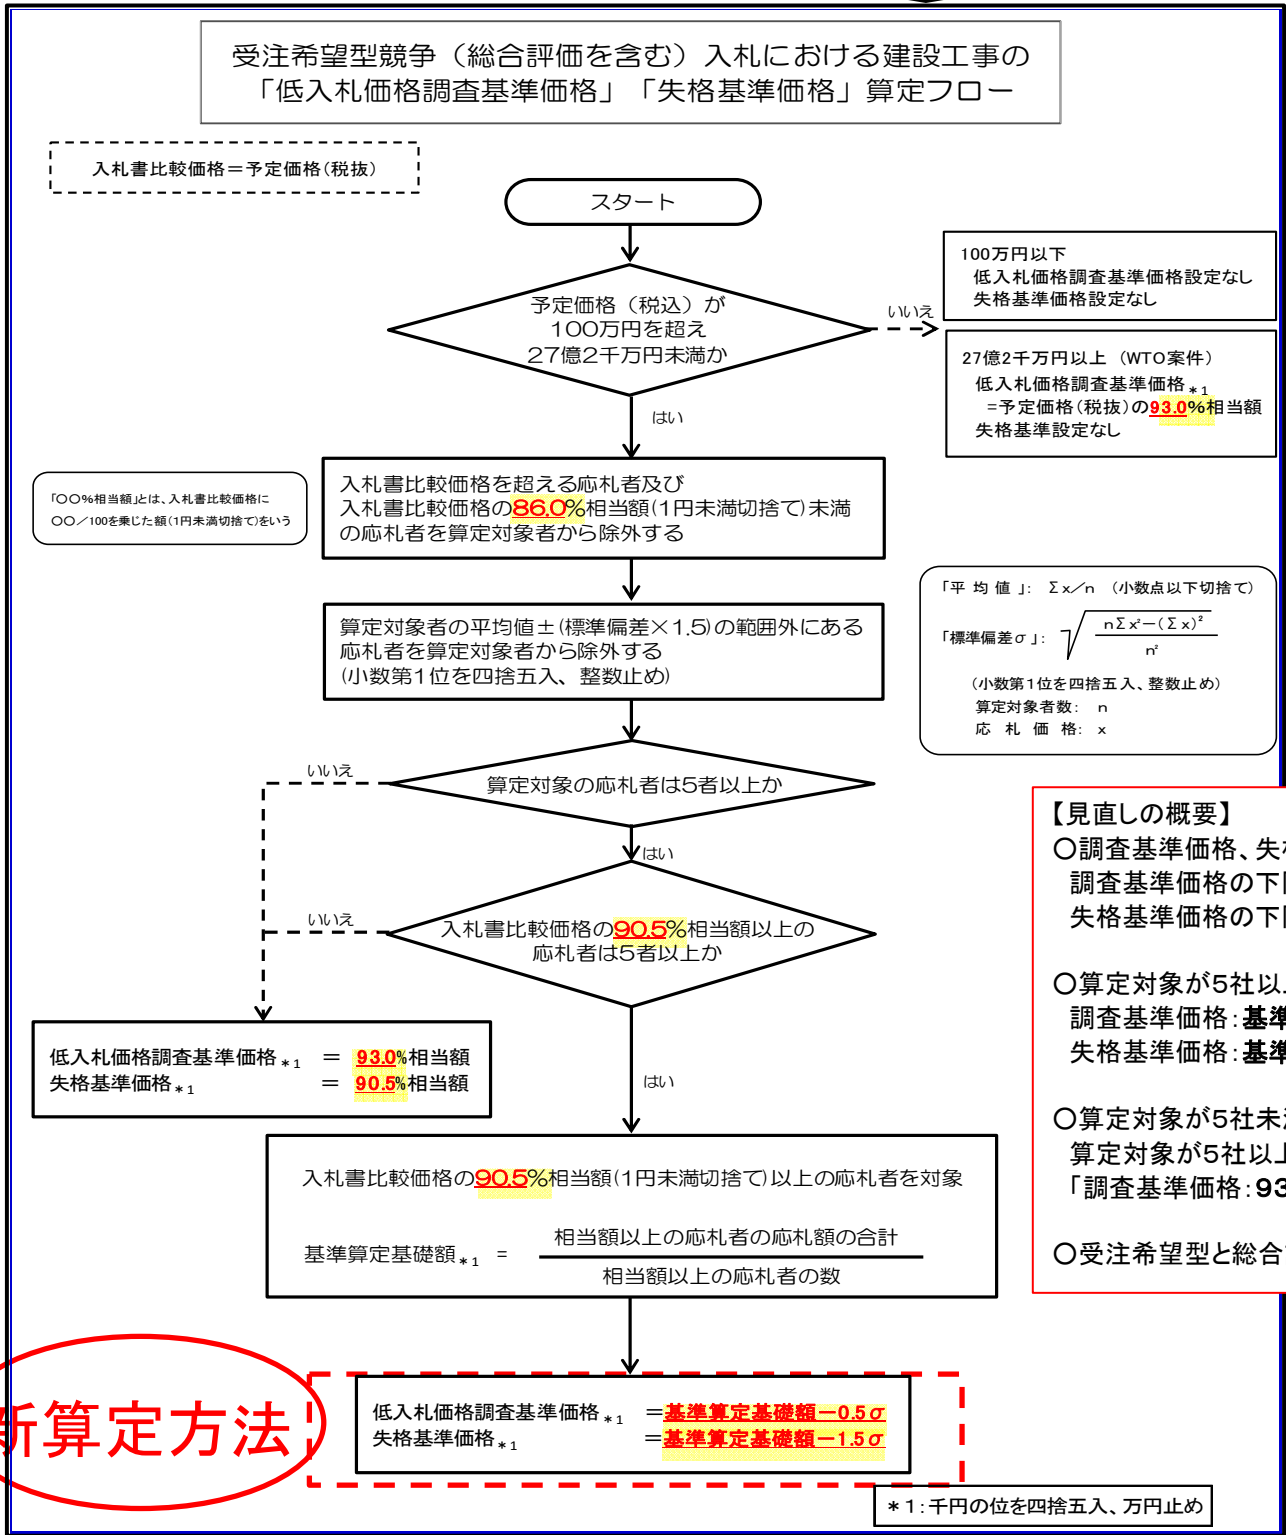 受注希望型競争（総合評価を含む）入札における建設工事の
「低入札価格調査基準価格」「失格基準価格」算定フロー
入札書比較価格＝予定価格(税抜)
スタート
予定価格（税込）が
100万円を超え
27億2千万円未満か
いいえ
はい
100万円以下
低入札価格調査基準価格設定なし
失格基準価格設定なし
27億2千万円以上（WTO案件）
低入札価格調査基準価格＊1
=予定価格(税抜)の93.0%相当額
失格基準設定なし
「〇〇%相当額」とは、入札書比較価格に
〇〇／100を乗じた額(1円未満切捨て)をいう
入札書比較価格を超える応札者及び
入札書比較価格の86.0%相当額(1円未満切捨て)未満
の応札者を算定対象者から除外する
算定対象者の平均値±(標準偏差×1.5)の範囲外にある
応札者を算定対象者から除外する
(小数第1位を四捨五入、整数止め)
「平 均 値」： Σx／n （小数点以下切捨て）
「標準偏差σ」： √ nΣx²－(Σx)²
n²
（小数第1位を四捨五入、整数止め）
算定対象者数： n
応 札 価 格： x
算定対象の応札者は5者以上か
いいえ
はい
入札書比較価格の90.5%相当額以上の
応札者は5者以上か
いいえ
はい
低入札価格調査基準価格＊1 ＝ 93.0%相当額
失格基準価格＊1 ＝ 90.5%相当額
入札書比較価格の90.5%相当額(1円未満切捨て)以上の応札者を対象
基準算定基礎額＊1 =
相当額以上の応札者の応札額の合計
相当額以上の応札者の数
【見直しの概要】
〇調査基準価格、失
調査基準価格の下
失格基準価格の下
〇算定対象が5社以
調査基準価格：基準
失格基準価格：基準
〇算定対象が5社未
算定対象が5社以
「調査基準価格：93
〇受注希望型と総合
算定方法
低入札価格調査基準価格＊1 ＝基準算定基礎額－0.5σ
失格基準価格＊1 ＝基準算定基礎額－1.5σ
＊1：千円の位を四捨五入、万円止め